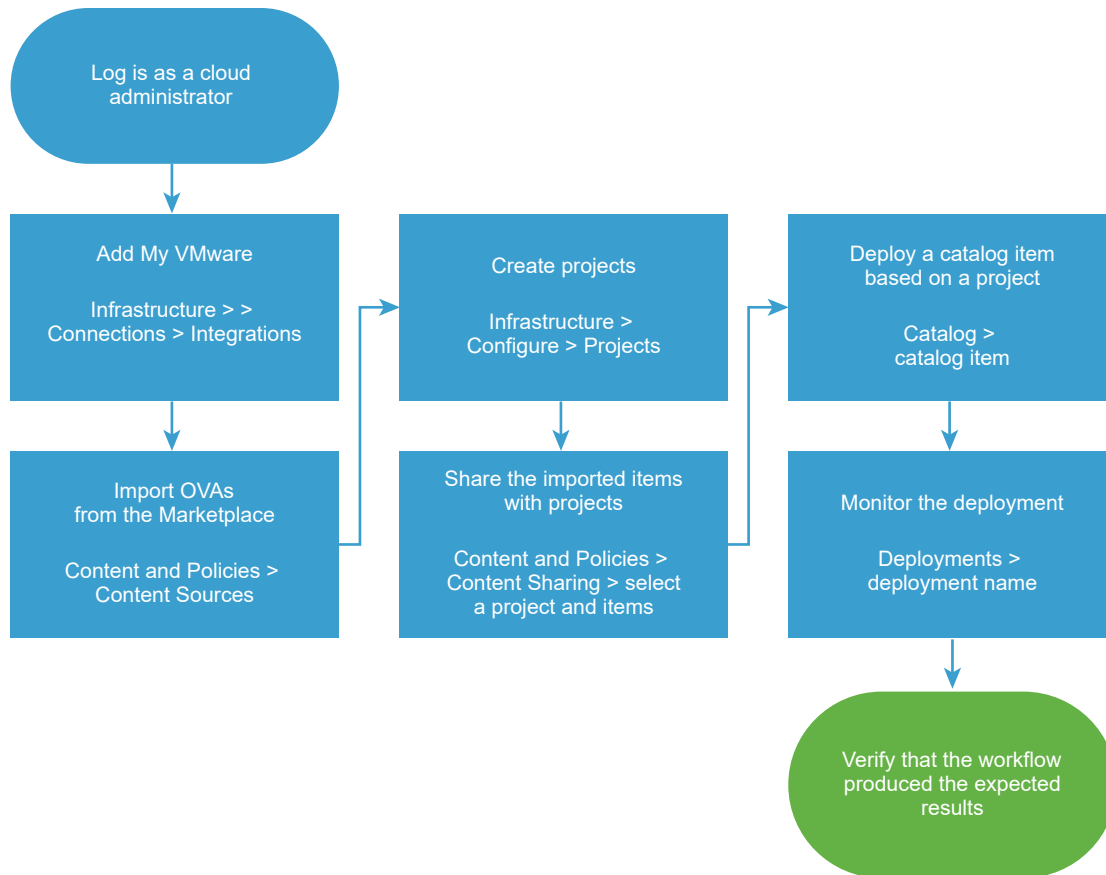 Log is as a cloud
administrator
Add My VMware
Infrastructure > >
Connections > Integrations
Import OVAs
from the Marketplace
Content and Policies >
Content Sources
Create projects
Infrastructure >
Configure > Projects
Share the imported items
with projects
Content and Policies >
Content Sharing > select
a project and items
Deploy a catalog item
based on a project
Catalog >
catalog item
Monitor the deployment
Deployments >
deployment name
Verify that the workflow
produced the expected
results